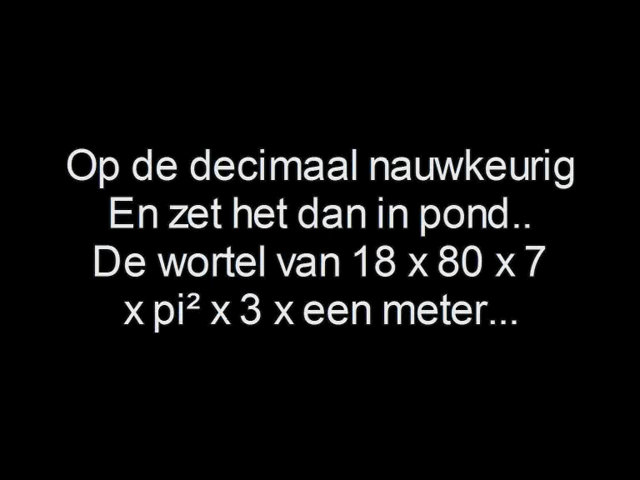 Op de decimaal nauwkeurig
En zet het dan in pond..
De wortel van 18 x 80 x 7
x pi² x 3 x een meter...